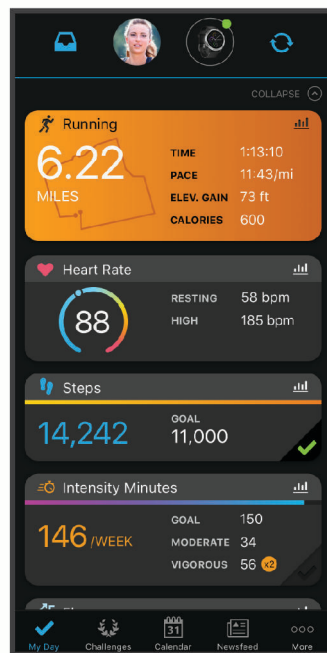 COLLAPSE
Running
6.22
MILES
TIME 1:13:10
PACE 11:43/mi
ELEV. GAIN 73 ft
CALORIES 600
Heart Rate
88
RESTING 58 bpm
HIGH 185 bpm
Steps
14,242
GOAL
11,000
Intensity Minutes
146 /WEEK
GOAL 150
MODERATE 34
VIGOROUS 56 x2
31
My Day Challenges Calendar Newsfeed More